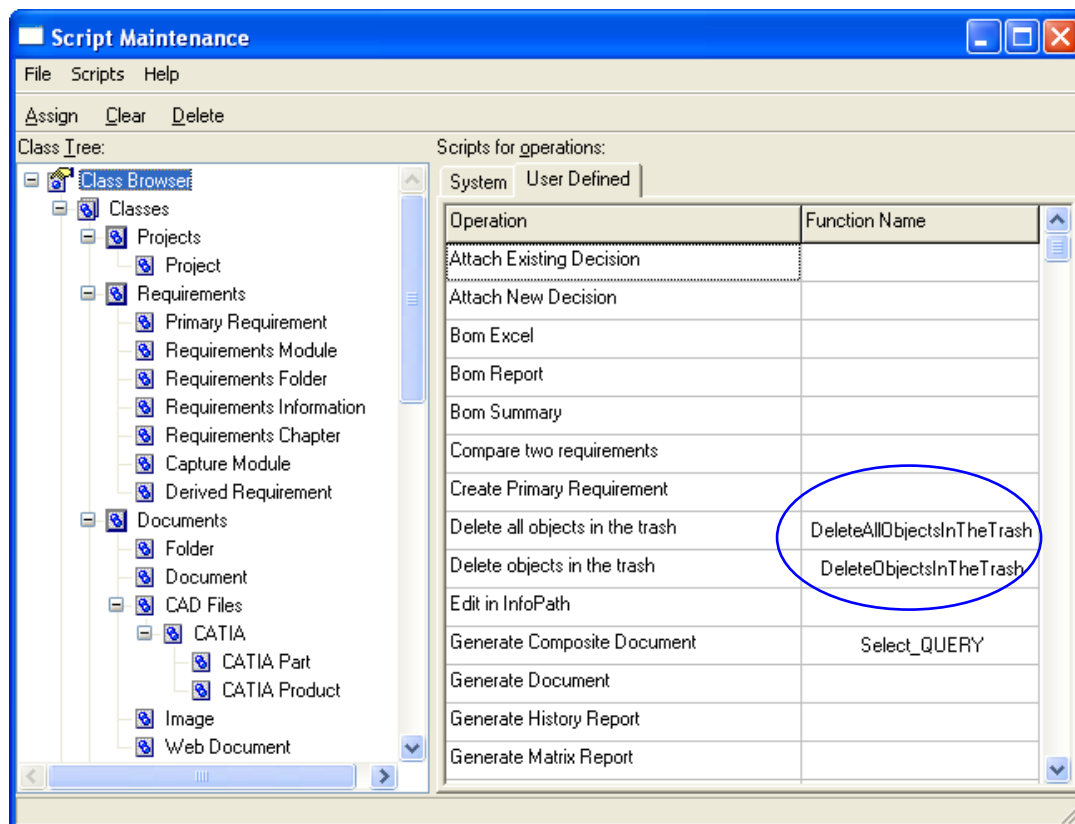 Script Maintenance
File Scripts Help
Assign Clear Delete
Class Tree:
Class Browser
Classes
Projects
Project
Requirements
Primary Requirement
Requirements Module
Requirements Folder
Requirements Information
Requirements Chapter
Capture Module
Derived Requirement
Documents
Folder
Document
CAD Files
CATIA
CATIA Part
CATIA Product
Image
Web Document
Scripts for operations:
System User Defined
Operation Function Name
Attach Existing Decision
Attach New Decision
Bom Excel
Bom Report
Bom Summary
Compare two requirements
Create Primary Requirement
Delete all objects in the trash DeleteAllObjectsInTheTrash
Delete objects in the trash DeleteObjectsInTheTrash
Edit in InfoPath
Generate Composite Document Select_QUERY
Generate Document
Generate History Report
Generate Matrix Report